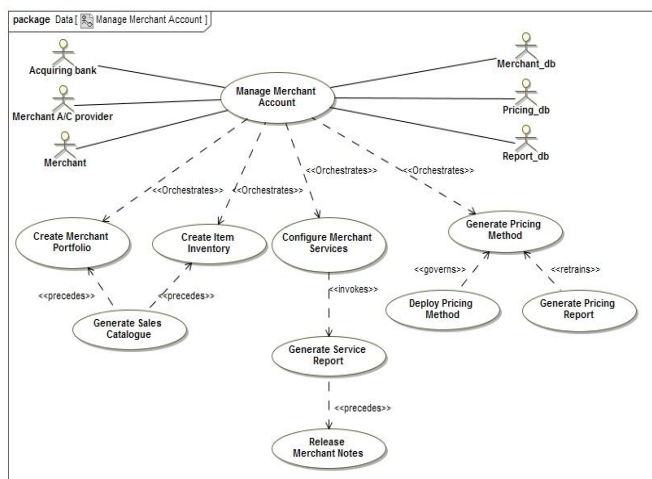 package Data [ Manage Merchant Account ]
Acquiring bank
Merchant A/C provider
Merchant
Manage Merchant
Account
Merchant_db
Pricing_db
Report_db
<<Orchestrates>>
<<Orchestrates>>
<<Orchestrates>>
<<Orchestrates>>
Create Merchant
Portfolio
Create Item
Inventory
Configure Merchant
Services
Generate Pricing
Method
<<precedes>>
<<precedes>>
<<invokes>>
<<governs>>
<<retrains>>
Generate Sales
Catalogue
Deploy Pricing
Method
Generate Pricing
Report
Generate Service
Report
<<precedes>>
Release
Merchant Notes